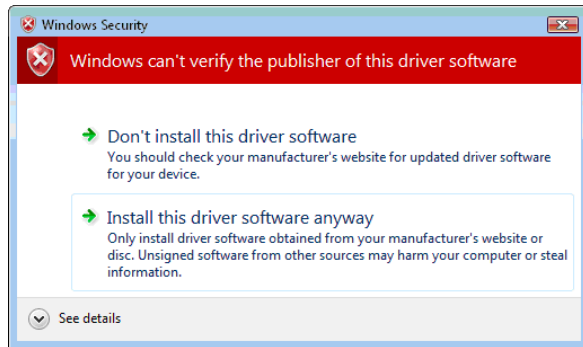 Windows Security
Windows can't verify the publisher of this driver software
Don't install this driver software
You should check your manufacturer's website for updated driver software
for your device.
Install this driver software anyway
Only install driver software obtained from your manufacturer's website or
disc. Unsigned software from other sources may harm your computer or steal
information.
See details